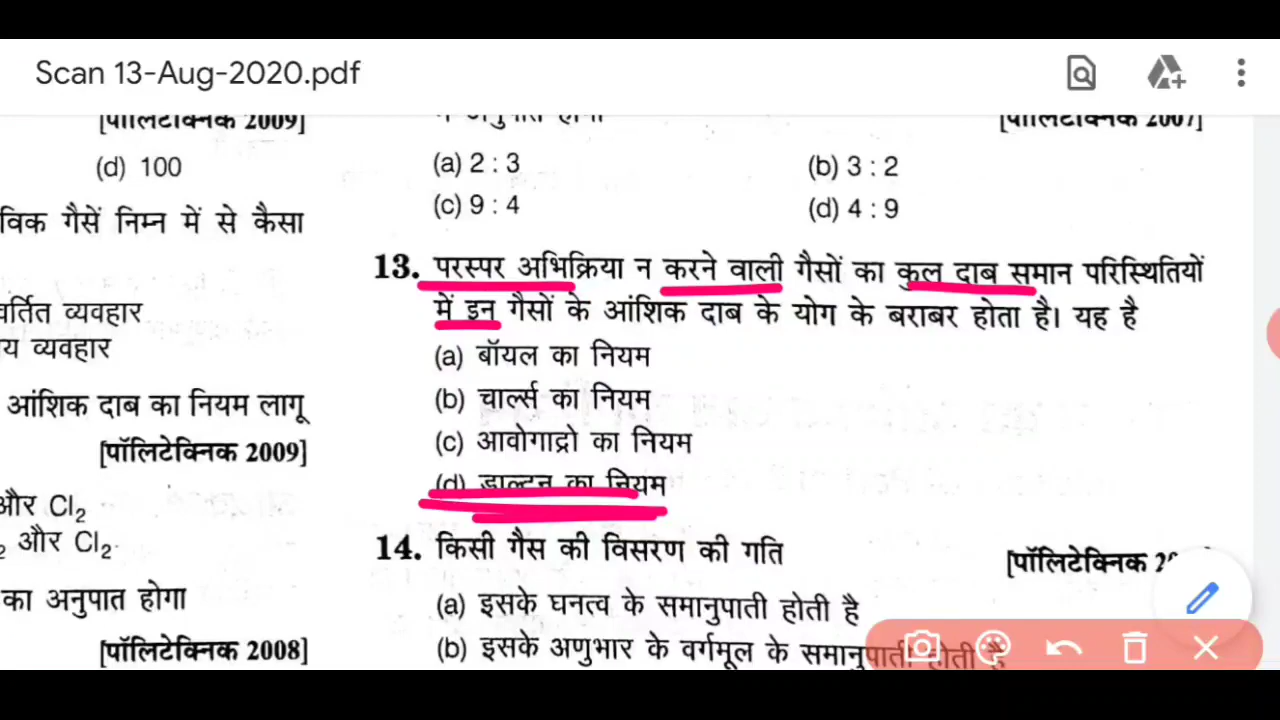 Scan 13-Aug-2020.pdf
[पॉलिटेक्निक 2009]
(d) 100
विक गैसें निम्न में से कैसा
वर्तित व्यवहार
य व्यवहार
आंशिक दाब का नियम लागू
[पॉलिटेक्निक 2009]
और Cl₂
₂ और Cl₂
का अनुपात होगा
[पॉलिटेक्निक 2008]
अनुपात होगा
[पॉलिटेक्निक 2007]
(a) 2 : 3
(b) 3 : 2
(c) 9 : 4
(d) 4 : 9
13. परस्पर अभिक्रिया न करने वाली गैसों का कुल दाब समान परिस्थितियों
में इन गैसों के आंशिक दाब के योग के बराबर होता है। यह है
(a) बॉयल का नियम
(b) चार्ल्स का नियम
(c) आवोगाद्रो का नियम
(d) डाल्टन का नियम
14. किसी गैस की विसरण की गति
[पॉलिटेक्निक
(a) इसके घनत्व के समानुपाती होती है
(b) इसके अणुभार के वर्गमूल के समानुपाती होती है